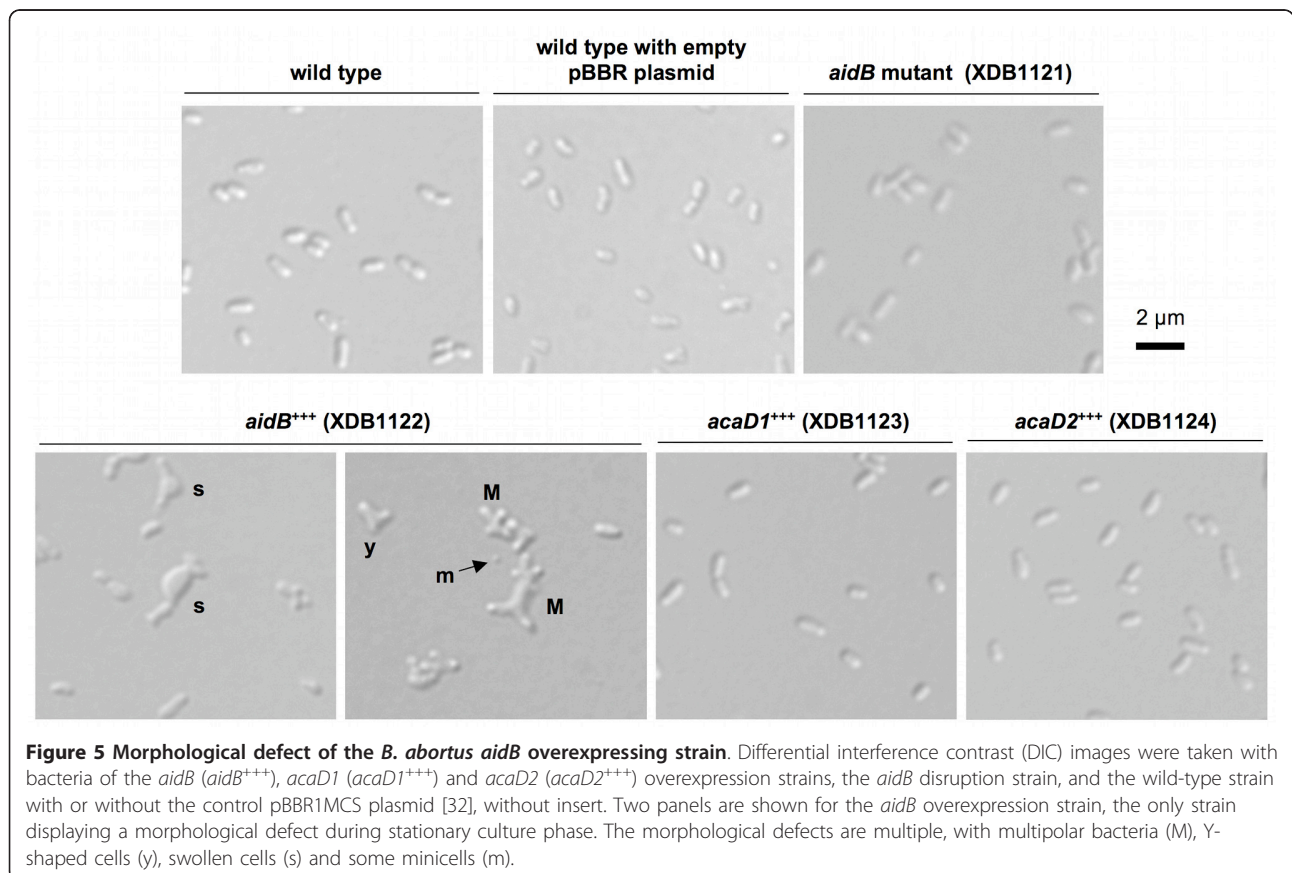 wild type
wild type with empty
pBBR plasmid
aidB mutant (XDB1121)
2 µm
aidB+++ (XDB1122)
acaD1+++ (XDB1123)
acaD2+++ (XDB1124)
s
s
y
M
m
M
Figure 5 Morphological defect of the B. abortus aidB overexpressing strain. Differential interference contrast (DIC) images were taken with
bacteria of the aidB (aidB+++), acaD1 (acaD1+++) and acaD2 (acaD2+++) overexpression strains, the aidB disruption strain, and the wild-type strain
with or without the control pBBR1MCS plasmid [32], without insert. Two panels are shown for the aidB overexpression strain, the only strain
displaying a morphological defect during stationary culture phase. The morphological defects are multiple, with multipolar bacteria (M), Y-
shaped cells (y), swollen cells (s) and some minicells (m).